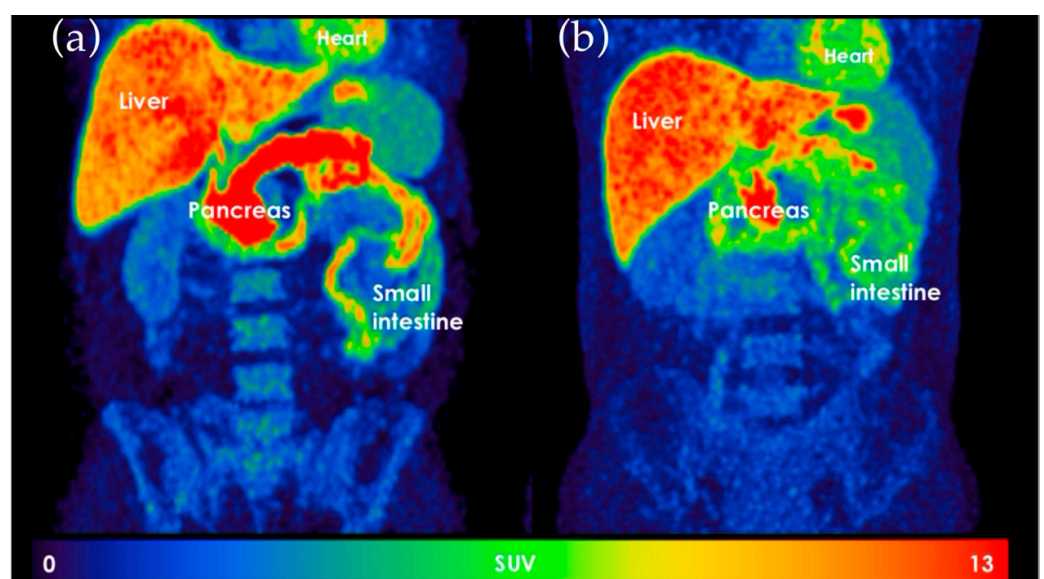 (a)
Heart
Liver
Pancreas
Small
intestine
(b)
Heart
Liver
Pancreas
Small
intestine
0
SUV
13